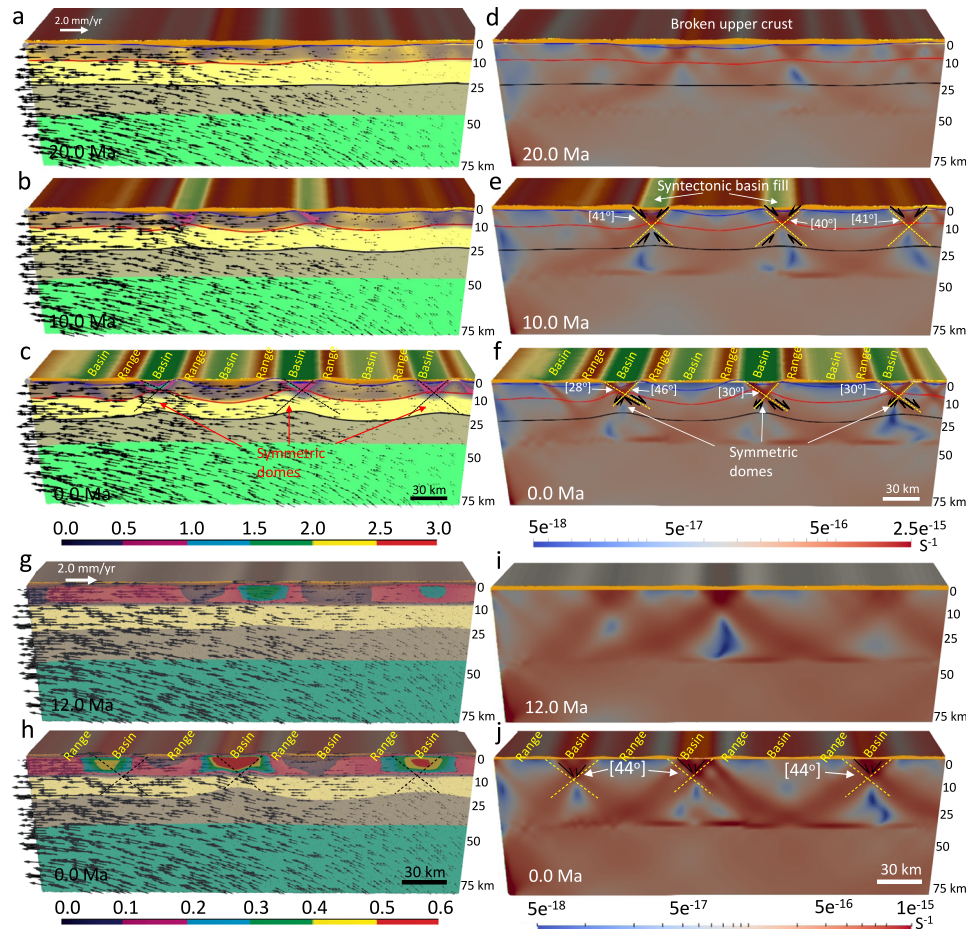 a
2.0 mm/yr
0
10
25
50
75 km
20.0 Ma
d
Broken upper crust
0
10
25
50
75 km
20.0 Ma
b
0
10
25
50
75 km
10.0 Ma
e
Syntectonic basin fill
[41°]
[40°]
[41°]
0
10
25
50
75 km
10.0 Ma
c
Basin
Range
Basin
Range
Basin
Range
Basin
0
10
25
50
75 km
Symmetric
domes
0.0 Ma
30 km
0.0 0.5 1.0 1.5 2.0 2.5 3.0
f
Basin
Range
Basin
Range
Basin
Range
Basin
Range
[28°]
[46°]
[30°]
[30°]
0
10
25
50
75 km
Symmetric
domes
0.0 Ma
30 km
5e-18 5e-17 5e-16 2.5e-15
S-1
g
2.0 mm/yr
0
10
25
50
75 km
12.0 Ma
i
0
10
25
50
75 km
12.0 Ma
h
Range
Basin
Range
Basin
Range
Basin
Range
Basin
0
10
25
50
75 km
0.0 Ma
30 km
0.0 0.1 0.2 0.3 0.4 0.5 0.6
j
Range
Basin
Range
Basin
Range
Basin
Range
Basin
[44°]
[44°]
0
10
25
50
75 km
0.0 Ma
30 km
5e-18 5e-17 5e-16 1e-15
S-1